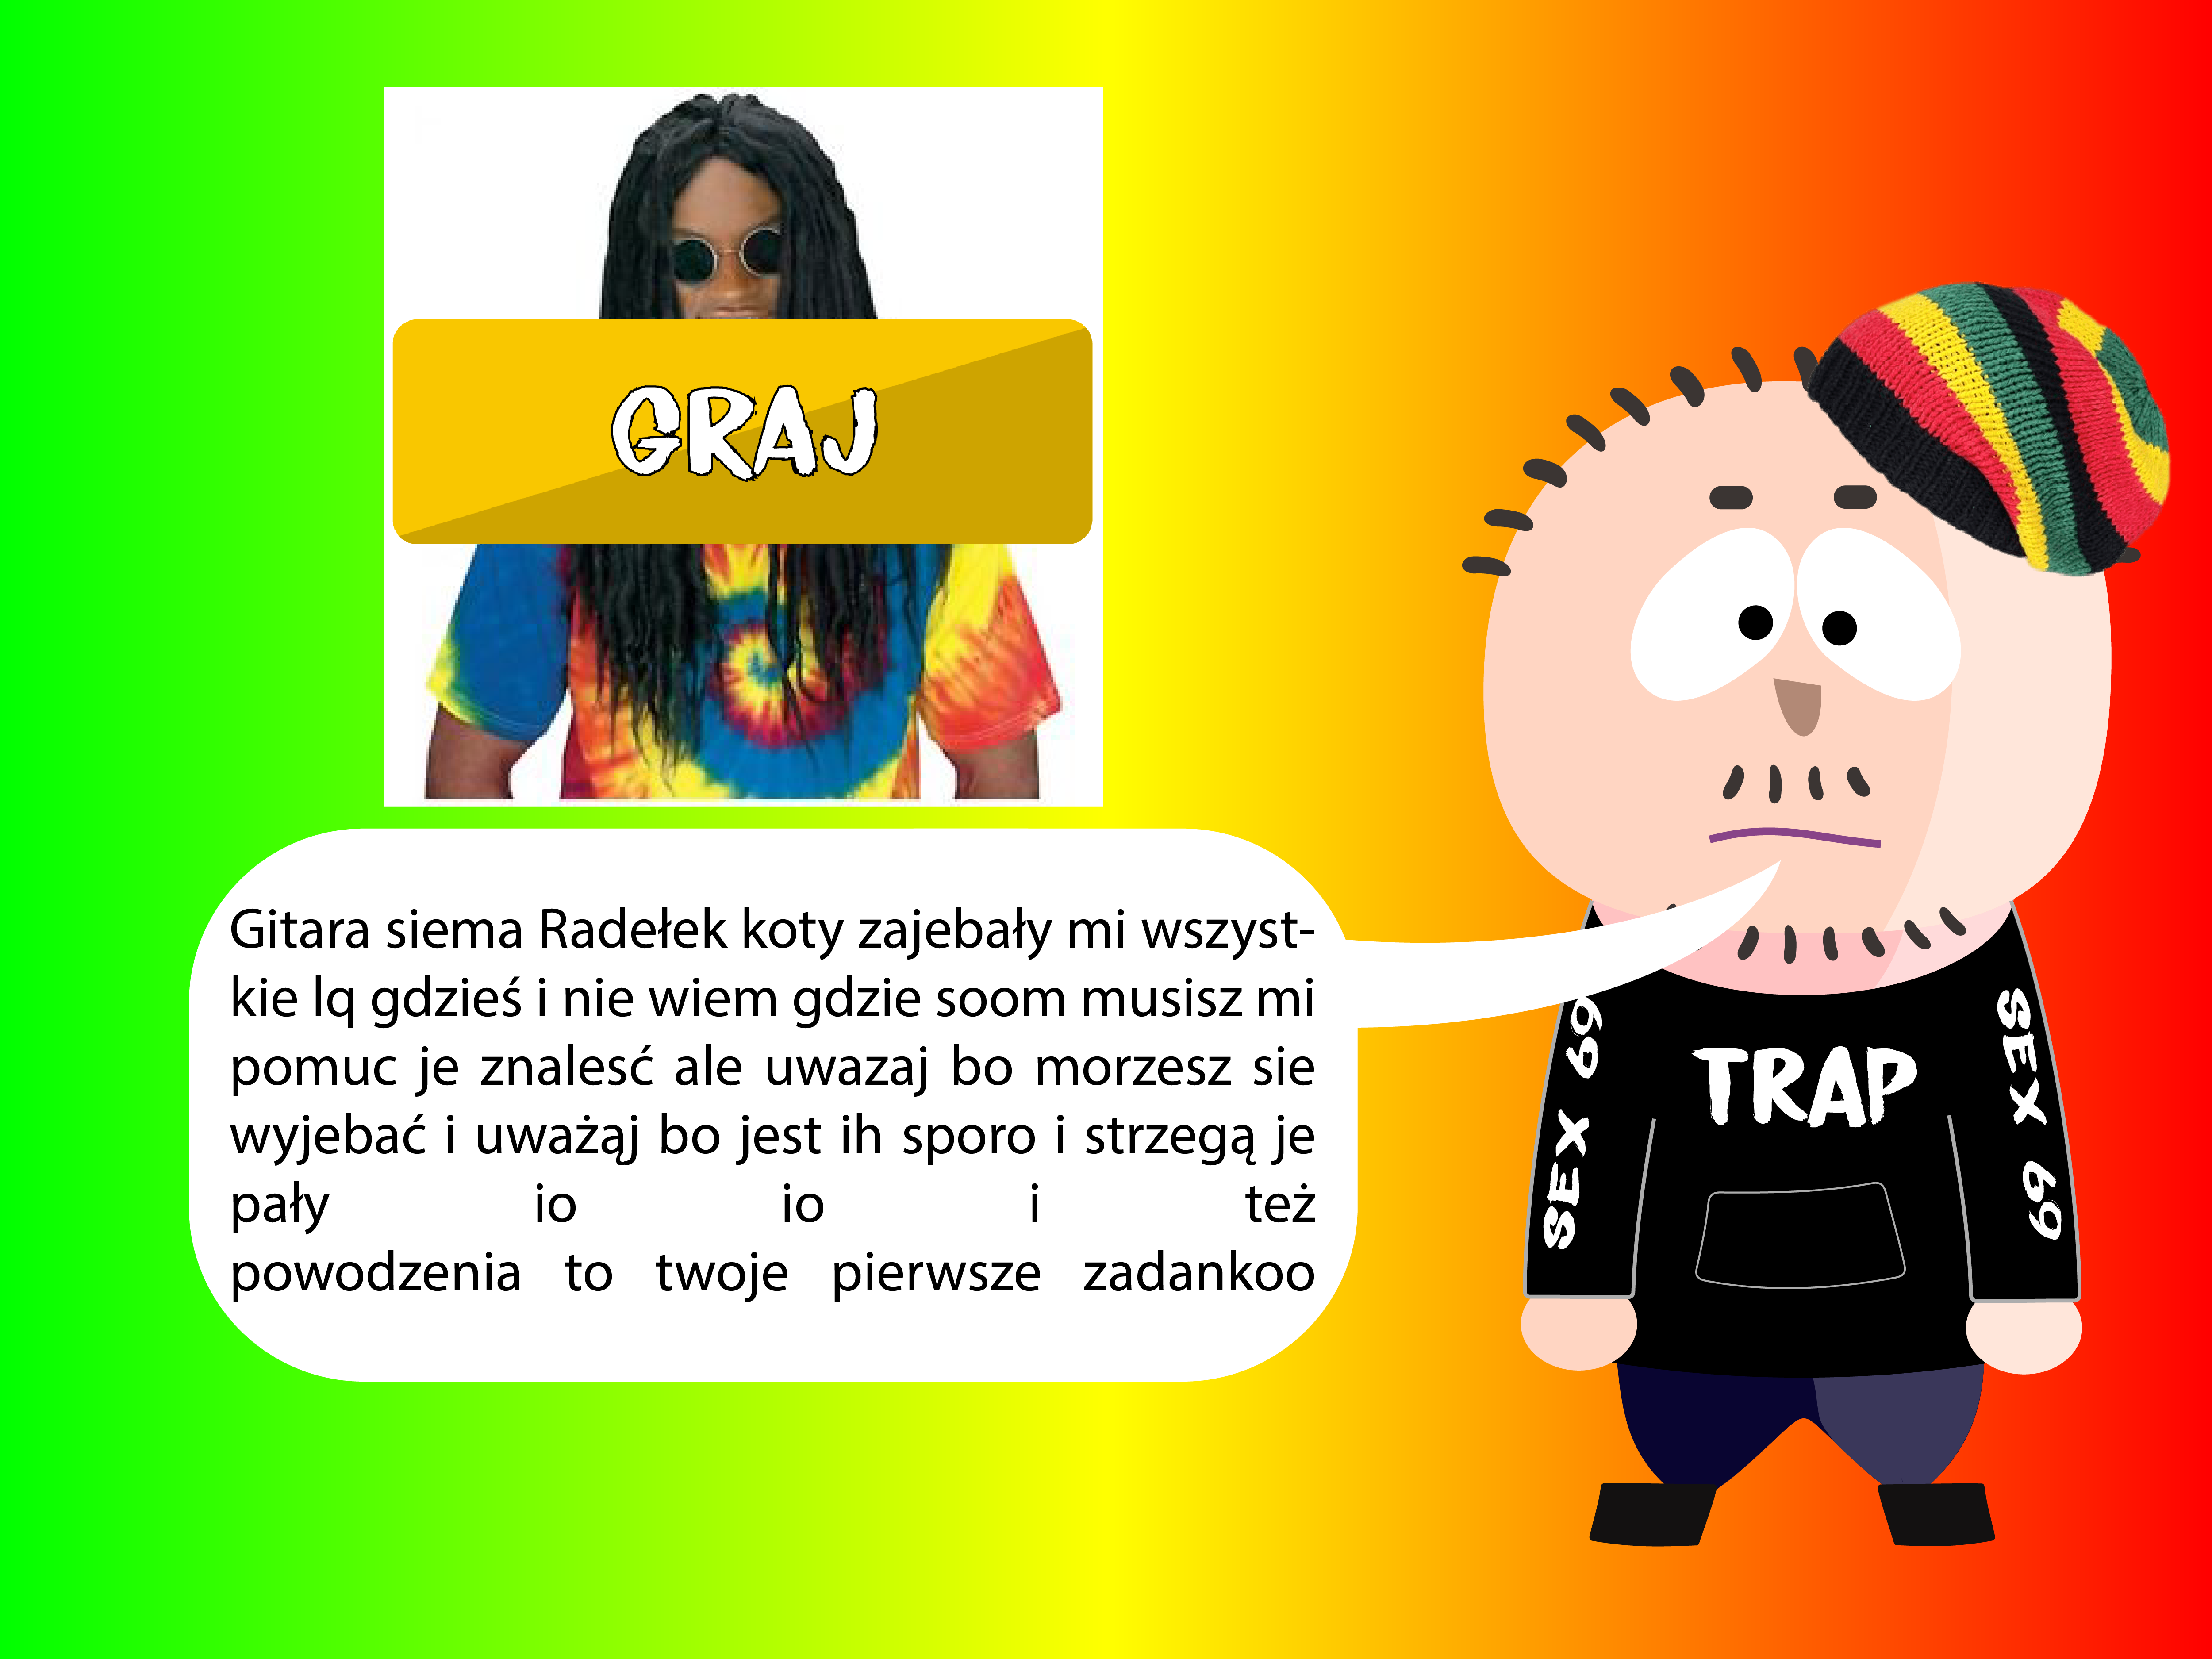 GRAJ
Gitara siema Radełek koty zajebały mi wszyst-
kie lq gdzieś i nie wiem gdzie soom musisz mi
pomuc je znalesć ale uwazaj bo morzesz sie
wyjebać i uważąj bo jest ih sporo i strzegą je
pały io io i też
powodzenia to twoje pierwsze zadankoo
TRAP
SEX 69
SEX 69